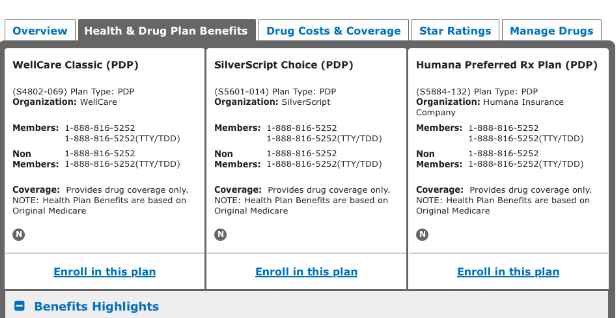 Overview
Health & Drug Plan Benefits
Drug Costs & Coverage
Star Ratings
Manage Drugs
WellCare Classic (PDP)
(S4802-069) Plan Type: PDP
Organization: WellCare
Members: 1-888-816-5252
1-888-816-5252(TTY/TDD)
Non 1-888-816-5252
Members: 1-888-816-5252(TTY/TDD)
Coverage: Provides drug coverage only.
NOTE: Health Plan Benefits are based on
Original Medicare
N
Enroll in this plan
SilverScript Choice (PDP)
(S5601-014) Plan Type: PDP
Organization: SilverScript
Members: 1-888-816-5252
1-888-816-5252(TTY/TDD)
Non 1-888-816-5252
Members: 1-888-816-5252(TTY/TDD)
Coverage: Provides drug coverage only.
NOTE: Health Plan Benefits are based on
Original Medicare
N
Enroll in this plan
Humana Preferred Rx Plan (PDP)
(S5884-132) Plan Type: PDP
Organization: Humana Insurance
Company
Members: 1-888-816-5252
1-888-816-5252(TTY/TDD)
Non 1-888-816-5252
Members: 1-888-816-5252(TTY/TDD)
Coverage: Provides drug coverage only.
NOTE: Health Plan Benefits are based on
Original Medicare
N
Enroll in this plan
Benefits Highlights